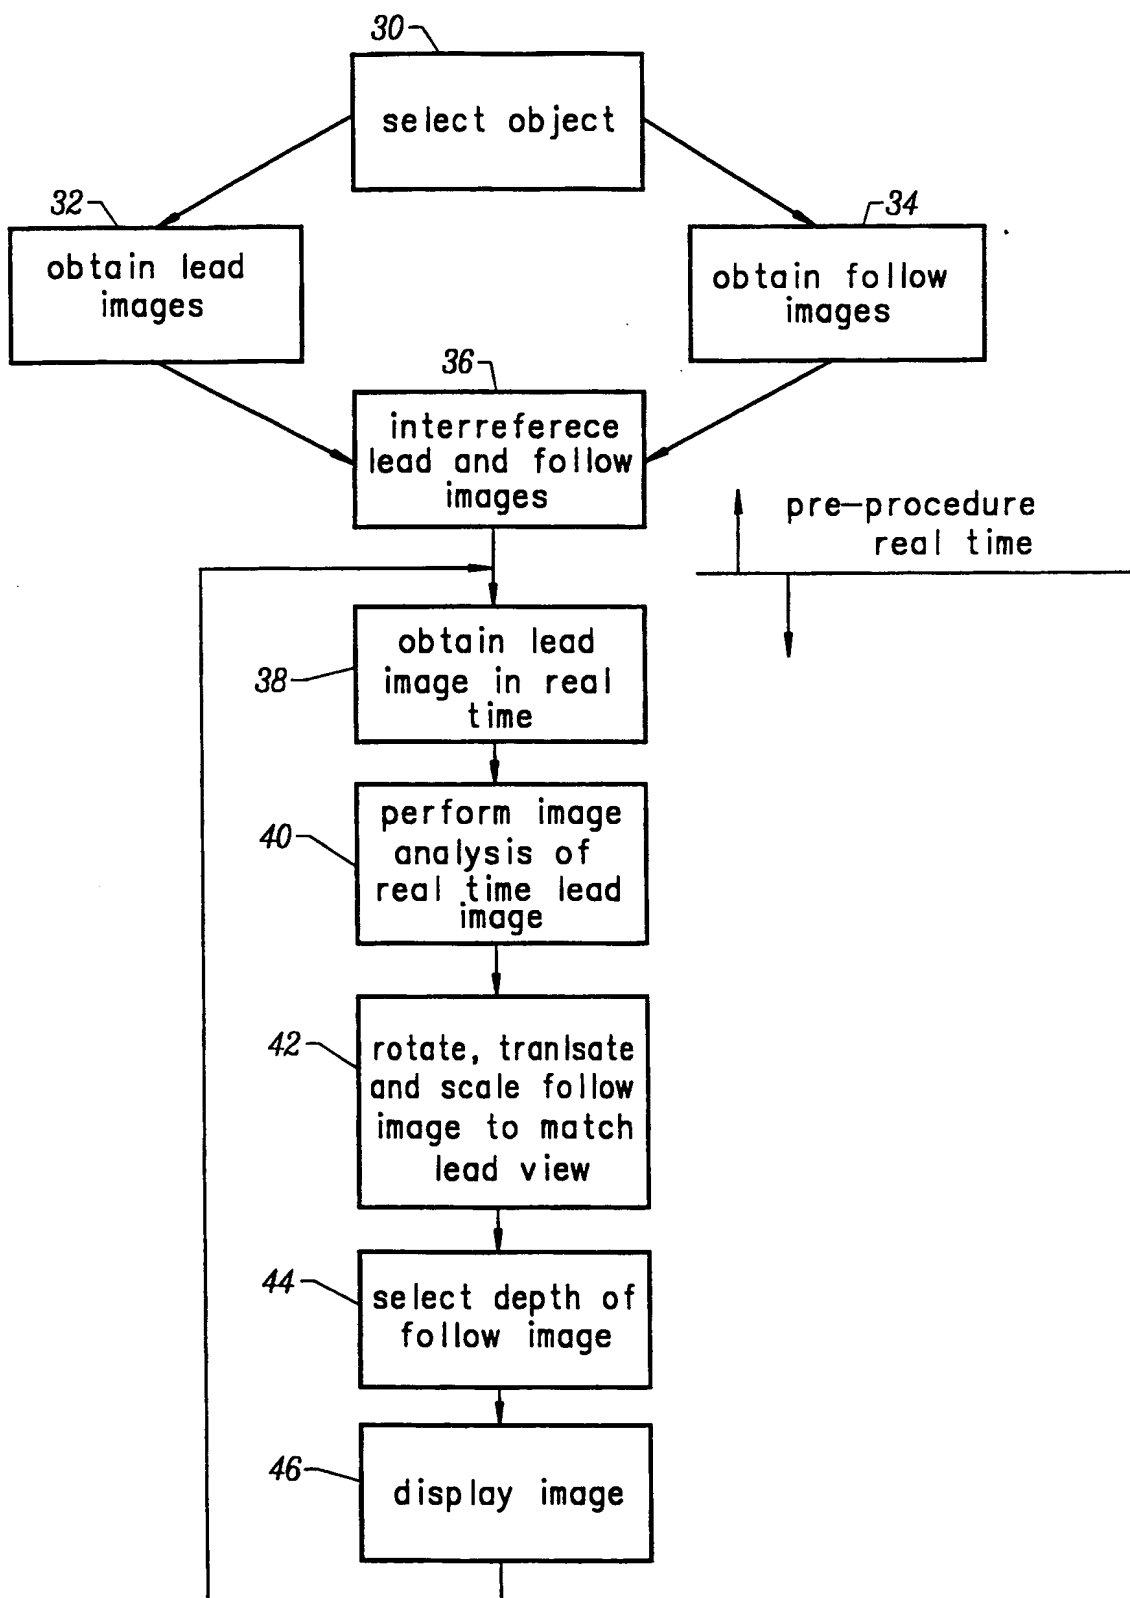 30
select object
32
34
obtain lead
images
obtain follow
images
36
interreferece
lead and follow
images
pre-procedure
real time
38
obtain lead
image in real
time
40
perform image
analysis of
real time lead
image
42
rotate, tranlsate
and scale follow
image to match
lead view
44
select depth of
follow image
46
display image